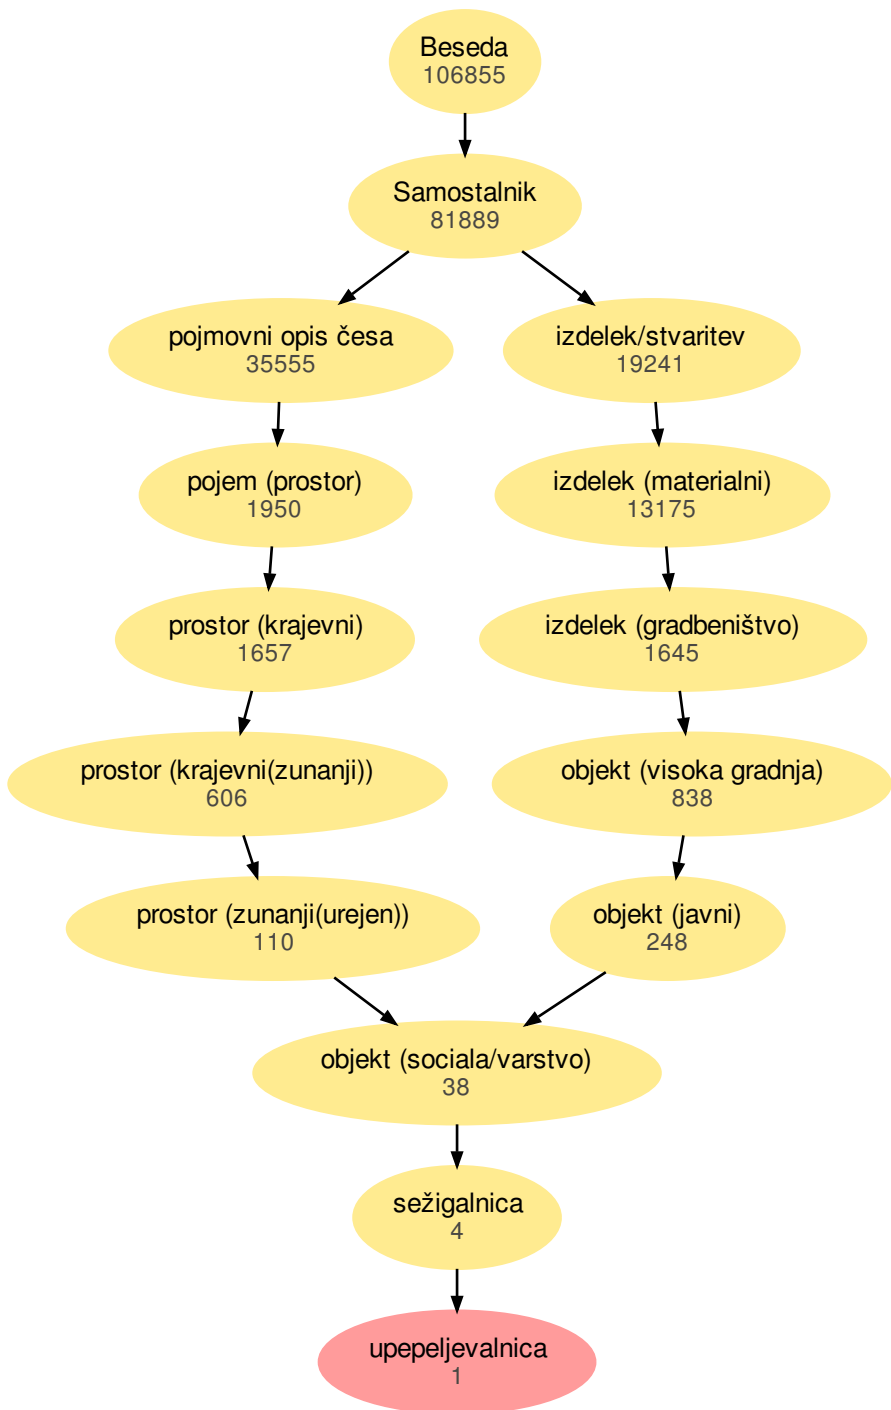 Beseda
106855
Samostalnik
81889
pojmovni opis česa
35555
izdelek/stvaritev
19241
pojem (prostor)
1950
izdelek (materialni)
13175
prostor (krajevni)
1657
izdelek (gradbeništvo)
1645
prostor (krajevni(zunanji))
606
objekt (visoka gradnja)
838
prostor (zunanji(urejen))
110
objekt (javni)
248
objekt (sociala/varstvo)
38
sežigalnica
4
upepeljevalnica
1